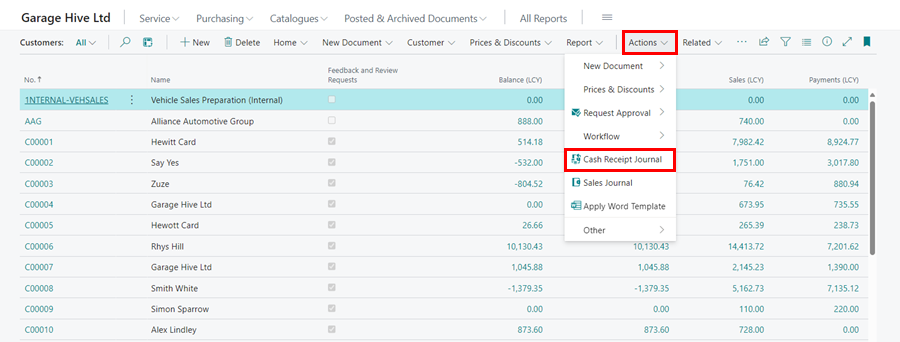 Garage Hive Ltd Service Purchasing Catalogues Posted & Archived Documents All Reports
Customers: All New Delete Home New Document Customer Prices & Discounts Report Actions Related ...
No. ↑ Name Feedback and Review Requests Balance (LCY) Sales (LCY) Payments (LCY)
1NTERNAL-VEHSALES Vehicle Sales Preparation (Internal) 0.00 0.00 0.00
AAG Alliance Automotive Group 888.00 740.00 0.00
C00001 Hewitt Card 514.18 7,982.42 8,924.77
C00002 Say Yes -532.00 1,751.00 3,017.80
C00003 Zuze -804.52 76.42 880.94
C00004 Garage Hive Ltd 0.00 673.95 735.55
C00005 Hewott Card 26.66 265.39 238.73
C00006 Rhys Hill 10,130.43 10,130.43 14,413.72 7,201.62
C00007 Garage Hive Ltd 1,045.88 1,045.88 2,145.23 1,390.00
C00008 Smith White -1,379.35 -1,379.35 5,162.73 7,135.12
C00009 Simon Sparrow 0.00 0.00 110.00 220.00
C00010 Alex Lindley 873.60 873.60 728.00 0.00
New Document
Prices & Discounts
Request Approval
Workflow
Cash Receipt Journal
Sales Journal
Apply Word Template
Other